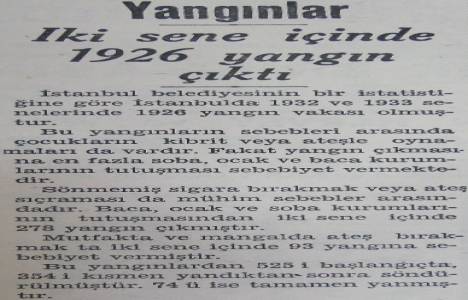 Yangınlar
Iki sene içinde
1926 yangın
çıktı
İstanbul belediyesinin bir istatisti-
ğine göre İstanbulda 1932 ve 1933 se-
nelerinde 1926 yangın vakası olmuş-
tur.
Bu yangınların sebebleri arasında
çocukların kibrit veya ateşle oyna-
maları da vardır. Fakat yangın çıkması-
na en fazla soba, ocak ve baca kurum-
larının tutuşması sebebiyet vermekte-
dir.
Sönmemiş sigara bırakmak veya ateş
sıçraması da mühim sebebler arasın-
dadır. Baca, ocak ve soba kurumları-
nın tutuşmasından iki sene içinde
278 yangın çıkmıştır.
Mutfakta ve mangalda ateş bırak-
mak ta iki sene içinde 93 yangına se-
bebiyet vermiştir.
Bu yangınlardan 525 i başlangıçta,
354 i kısmen yandıktan sonra söndü-
rülmüştür. 74 ü ise tamamen yanmış-
tır.